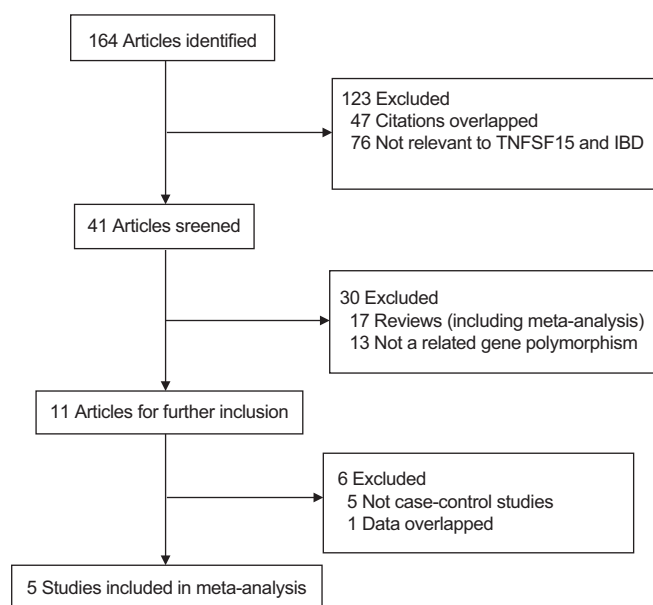 164 Articles identified
123 Excluded
47 Citations overlapped
76 Not relevant to TNFSF15 and IBD
41 Articles sreened
30 Excluded
17 Reviews (including meta-analysis)
13 Not a related gene polymorphism
11 Articles for further inclusion
6 Excluded
5 Not case-control studies
1 Data overlapped
5 Studies included in meta-analysis